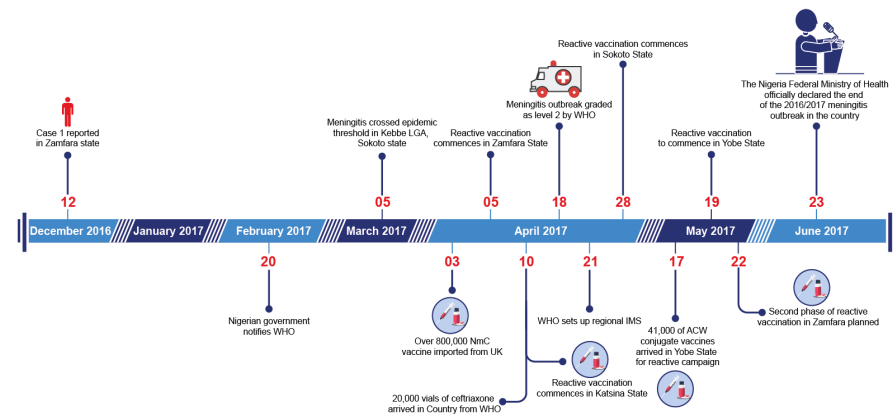 Reactive vaccination commences
in Sokoto State
The Nigeria Federal Ministry of Health
officially declared the end
of the 2016/2017 meningitis
outbreak in the country
Meningitis outbreak graded
as level 2 by WHO
Case 1 reported
in Zamfara state
Meningitis crossed epidemic
threshold in Kebbe LGA,
Sokoto state
Reactive vaccination
commences in Zamfara State
Reactive vaccination
to commence in Yobe State
12
05
05
18
28
19
23
December 2016
January 2017
February 2017
March 2017
April 2017
May 2017
June 2017
20
03
10
21
17
22
Nigerian government
notifies WHO
Over 800,000 NmC
vaccine imported from UK
WHO sets up regional IMS
41,000 of ACW
conjugate vaccines
arrived in Yobe State
for reactive campaign
Second phase of reactive
vaccination in Zamfara planned
Reactive vaccination
commences in Katsina State
20,000 vials of ceftriaxone
arrived in Country from WHO